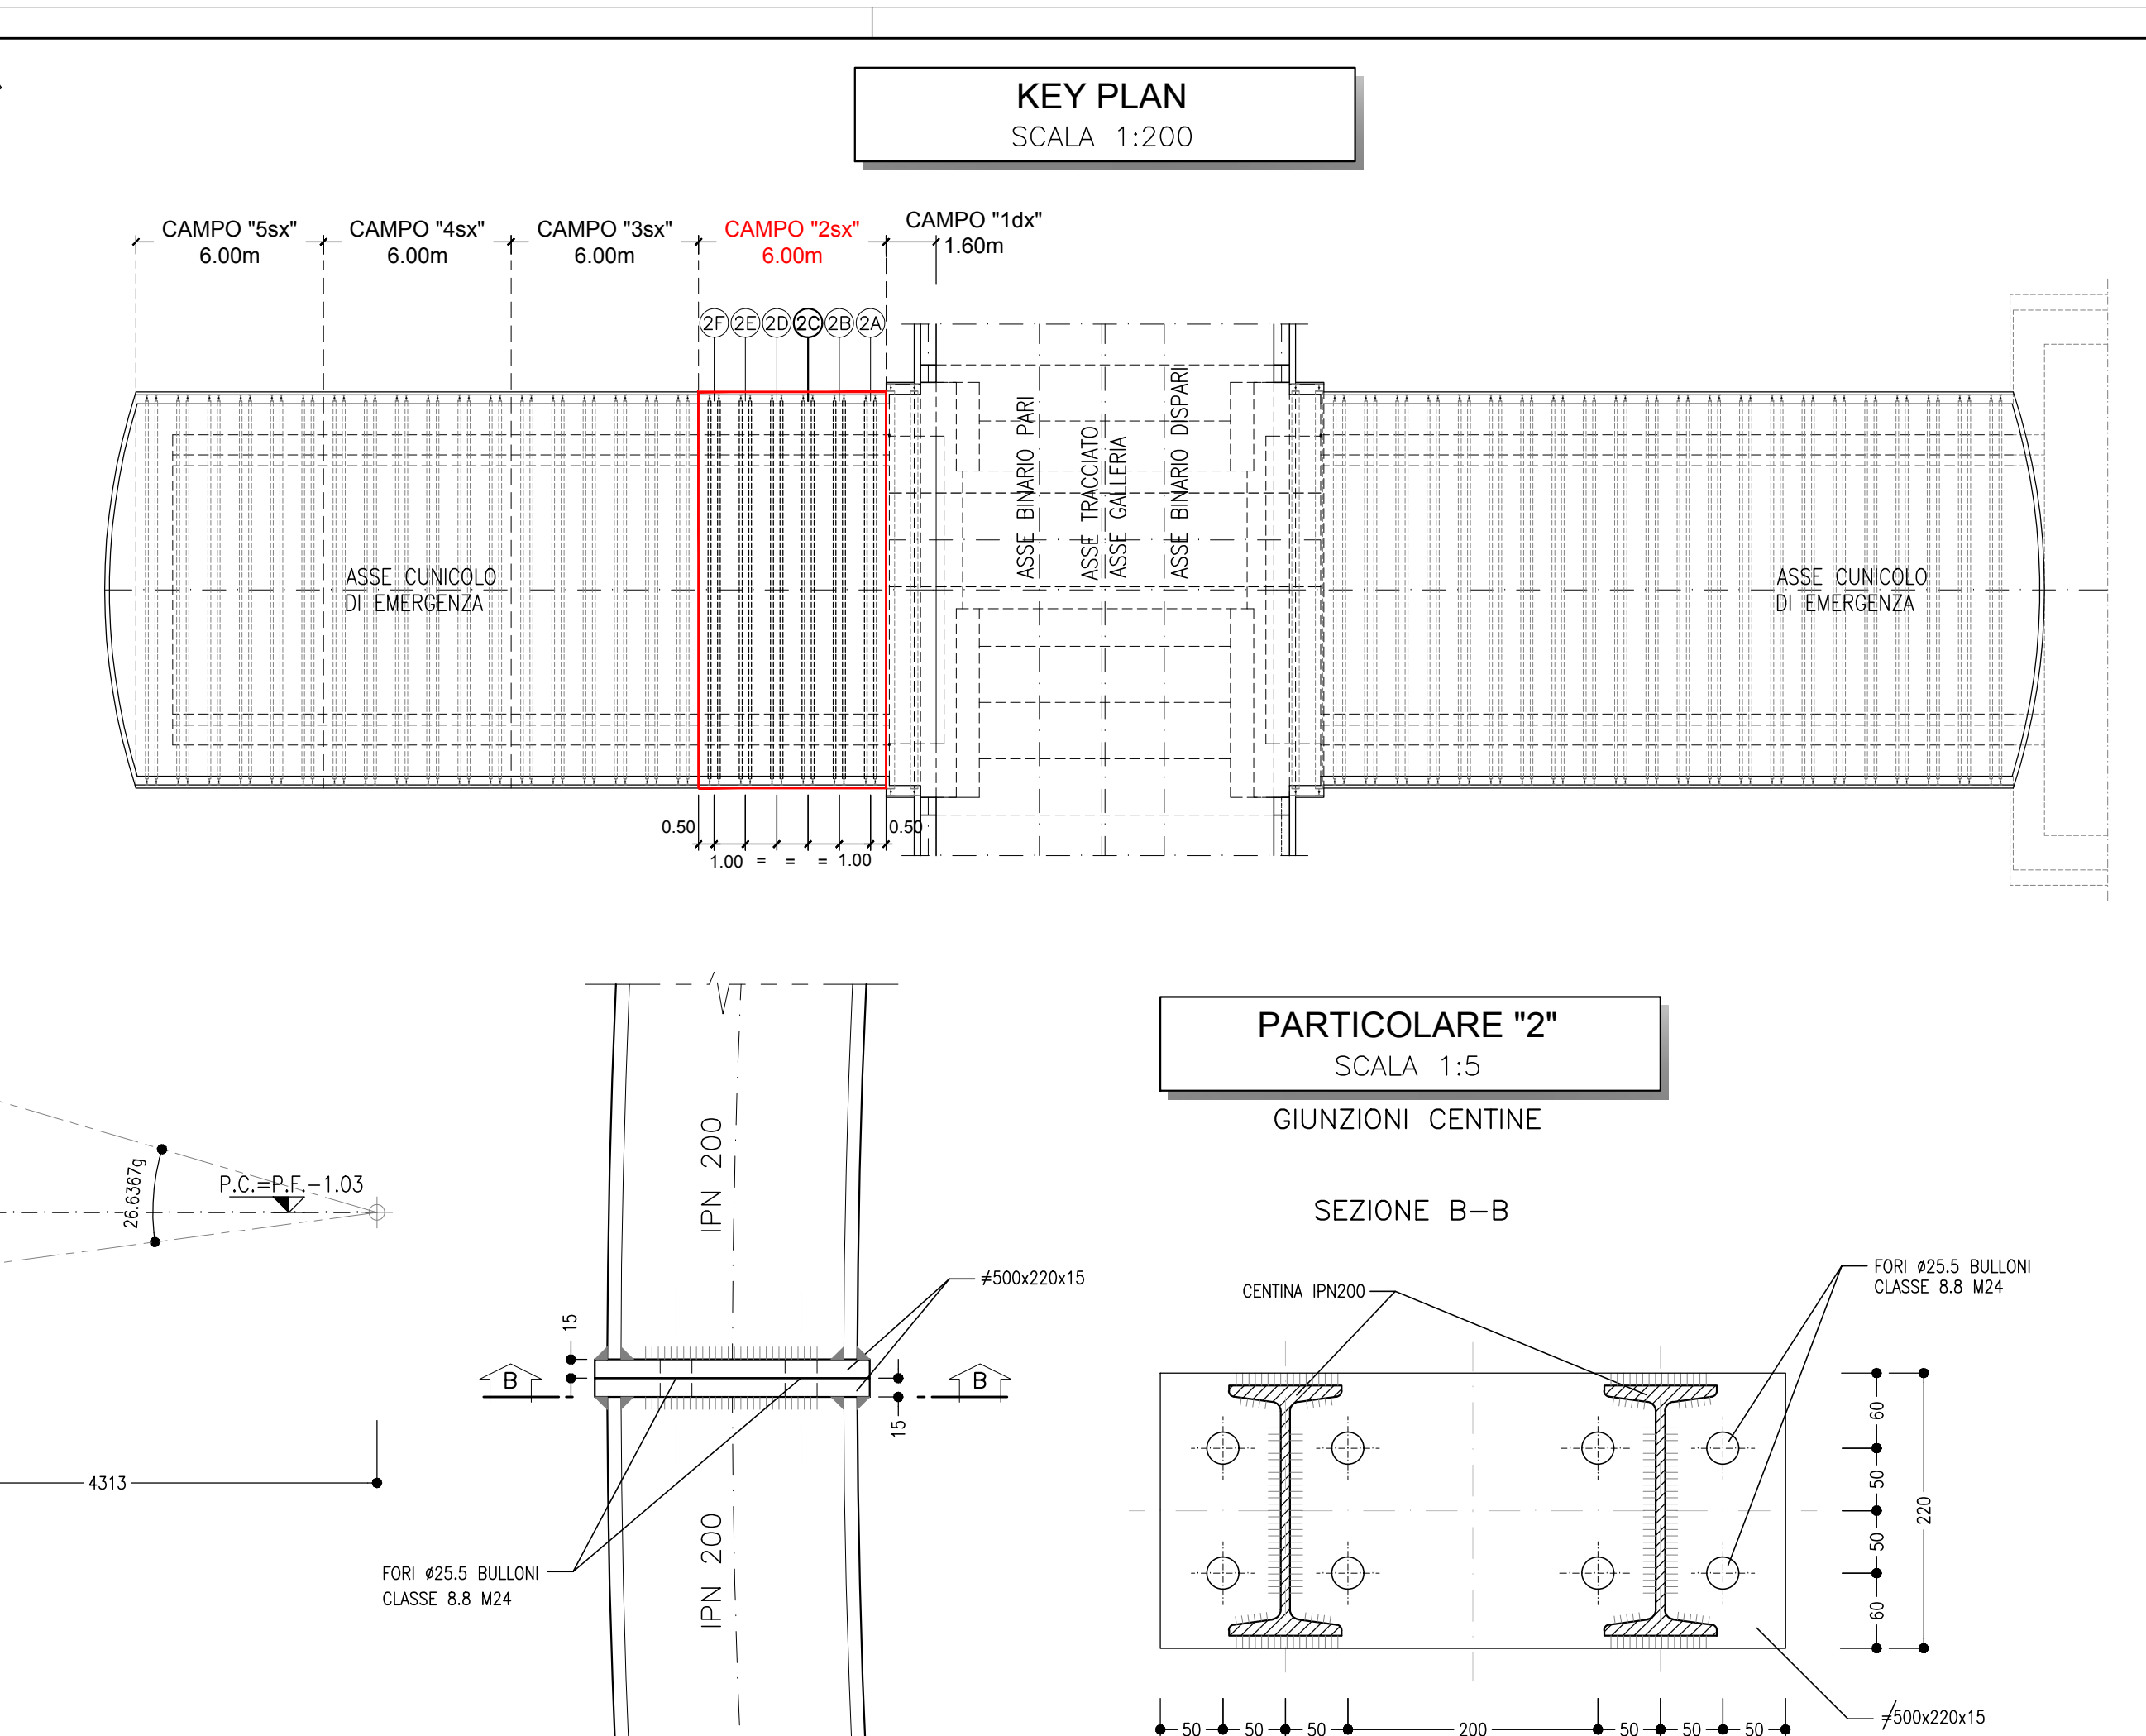 KEY PLAN
SCALA 1:200
CAMPO "5sx"
6.00m
CAMPO "4sx"
6.00m
CAMPO "3sx"
6.00m
CAMPO "2sx"
6.00m
CAMPO "1dx"
1.60m
2F 2E 2D 2C 2B 2A
ASSE BINARIO PARI
ASSE TRACCIATO
ASSE GALLERIA
ASSE BINARIO DISPARI
ASSE CUNICOLO
DI EMERGENZA
ASSE CUNICOLO
DI EMERGENZA
0.50 0.50
1.00 = = = 1.00
26.6367g
P.C.=P.F.-1.03
4313
IPN 200
≠500x220x15
15
B B
15
IPN 200
FORI ø25.5 BULLONI
CLASSE 8.8 M24
PARTICOLARE "2"
SCALA 1:5
GIUNZIONI CENTINE
SEZIONE B-B
FORI ø25.5 BULLONI
CLASSE 8.8 M24
CENTINA IPN200
60
50
50
60
220
50 50 50 200 50 50 50
≠500x220x15